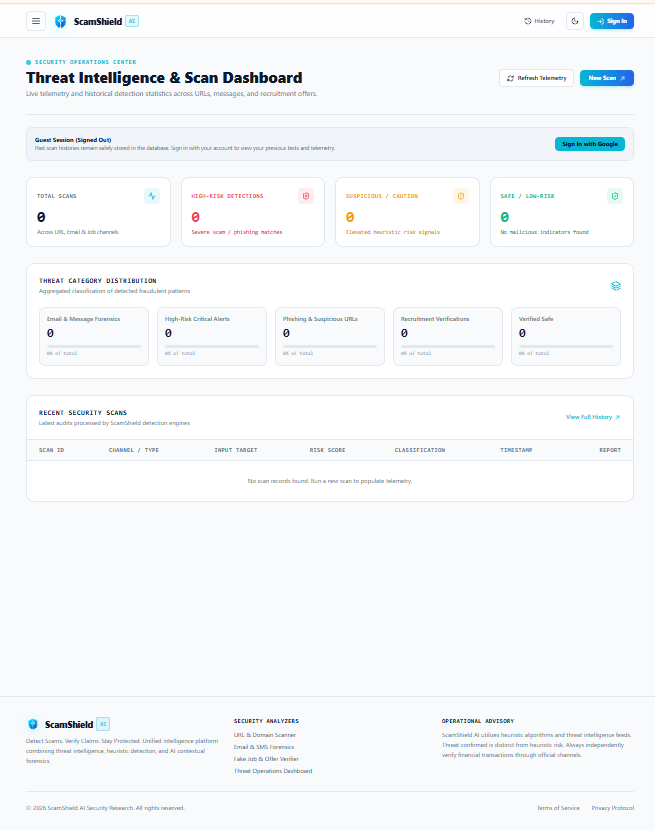 ScamShield AI
History
Sign In
SECURITY OPERATIONS CENTER
Threat Intelligence & Scan Dashboard
Live telemetry and historical detection statistics across URLs, messages, and recruitment offers.
Refresh Telemetry
New Scan
Guest Session (Signed Out)
Past scan histories remain safely stored in the database. Sign in with your account to view your previous tests and telemetry.
Sign In with Google
TOTAL SCANS
0
Across URL, Email & Job channels
HIGH-RISK DETECTIONS
0
Severe scam / phishing matches
SUSPICIOUS / CAUTION
0
Elevated heuristic risk signals
SAFE / LOW-RISK
0
No malicious indicators found
THREAT CATEGORY DISTRIBUTION
Aggregated classification of detected fraudulent patterns
Email & Message Forensics
0
0% of total
High-Risk Critical Alerts
0
0% of total
Phishing & Suspicious URLs
0
0% of total
Recruitment Verifications
0
0% of total
Verified Safe
0
0% of total
RECENT SECURITY SCANS
Latest audits processed by ScamShield detection engines
View Full History
SCAN ID CHANNEL / TYPE INPUT TARGET RISK SCORE CLASSIFICATION TIMESTAMP REPORT
No scan records found. Run a new scan to populate telemetry.
ScamShield AI
Detect Scams. Verify Claims. Stay Protected. Unified intelligence platform
combining threat intelligence, heuristic detection, and AI contextual
forensics.
SECURITY ANALYZERS
URL & Domain Scanner
Email & SMS Forensics
Fake Job & Offer Verifier
Threat Operations Dashboard
OPERATIONAL ADVISORY
ScamShield AI utilizes heuristic algorithms and threat intelligence feeds.
Threat confirmed is distinct from heuristic risk. Always independently
verify financial transactions through official channels.
© 2026 ScamShield AI Security Research. All rights reserved.
Terms of Service
Privacy Protocol